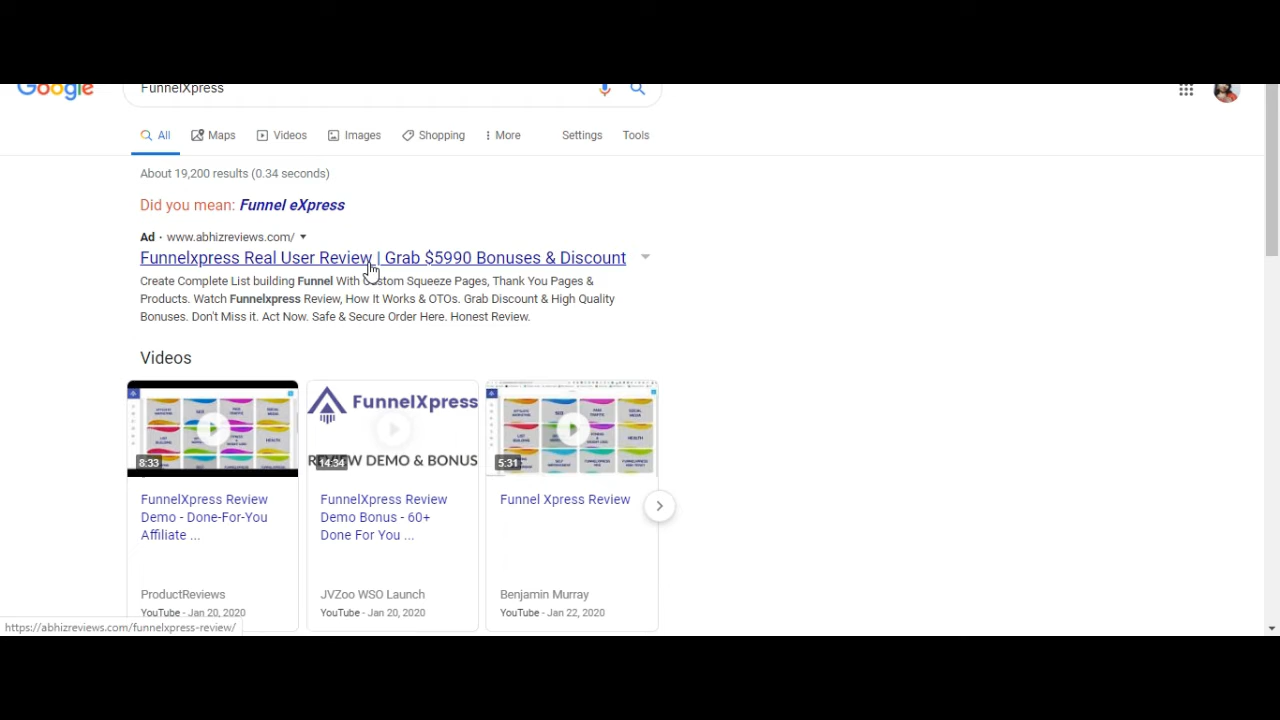 Google
FunnelXpress
All Maps Videos Images Shopping More Settings Tools
About 19,200 results (0.34 seconds)
Did you mean: Funnel eXpress
Ad · www.abhizreviews.com/
Funnelxpress Real User Review | Grab $5990 Bonuses & Discount
Create Complete List building Funnel With Custom Squeeze Pages, Thank You Pages &
Products. Watch Funnelxpress Review, How It Works & OTOs. Grab Discount & High Quality
Bonuses. Don't Miss it. Act Now. Safe & Secure Order Here. Honest Review.
Videos
8:33
FunnelXpress
REVIEW DEMO & BONUS
14:34
5:31
FunnelXpress Review
Demo - Done-For-You
Affiliate ...
ProductReviews
YouTube - Jan 20, 2020
FunnelXpress Review
Demo Bonus - 60+
Done For You ...
JVZoo WSO Launch
YouTube - Jan 20, 2020
Funnel Xpress Review
Benjamin Murray
YouTube - Jan 22, 2020
https://abhizreviews.com/funnelxpress-review/